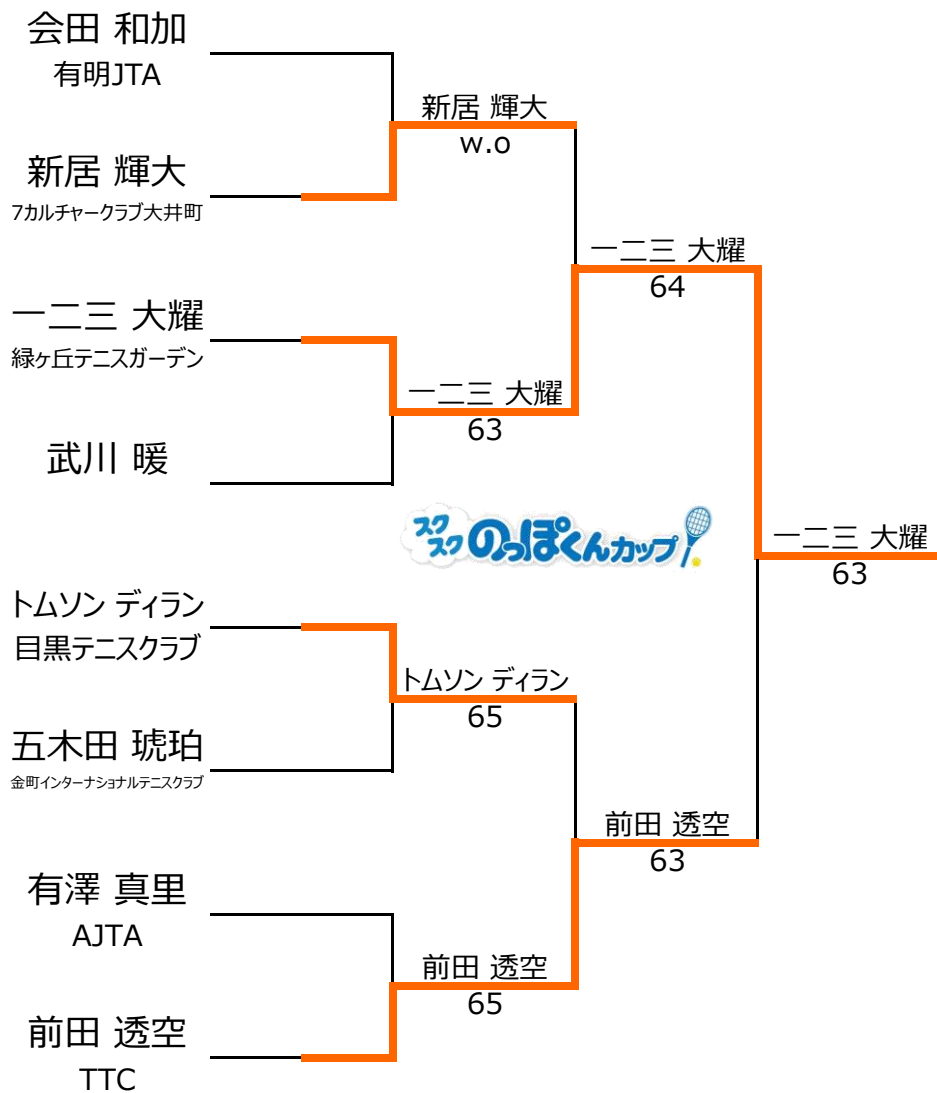 会田 和加
有明JTA
新居 輝大
w.o
新居 輝大
7カルチャークラブ大井町
一二三 大耀
64
一二三 大耀
緑ヶ丘テニスガーデン
一二三 大耀
63
武川 暖
スクスク のっぽくんカップ
一二三 大耀
63
トムソン ディラン
目黒テニスクラブ
トムソン ディラン
65
五木田 琥珀
金町インターナショナルテニスクラブ
前田 透空
63
有澤 真里
AJTA
前田 透空
65
前田 透空
TTC